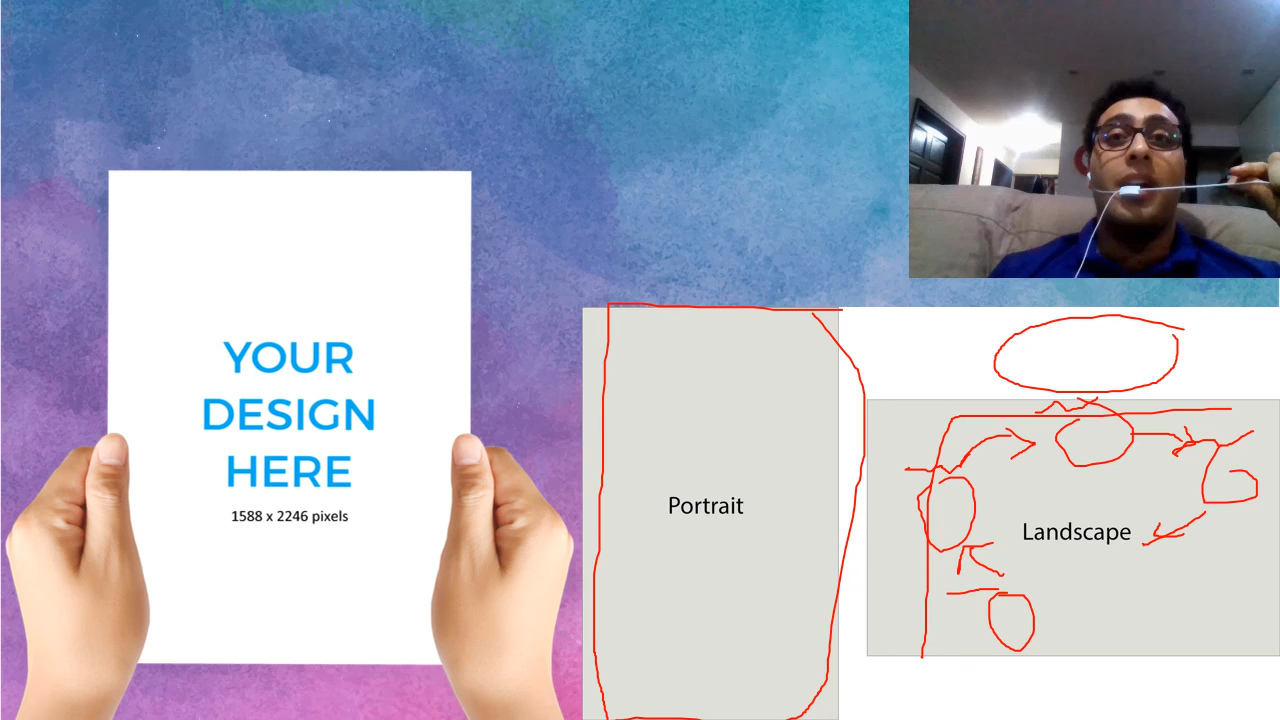 YOUR
DESIGN
HERE
1588 x 2246 pixels
Portrait
Landscape